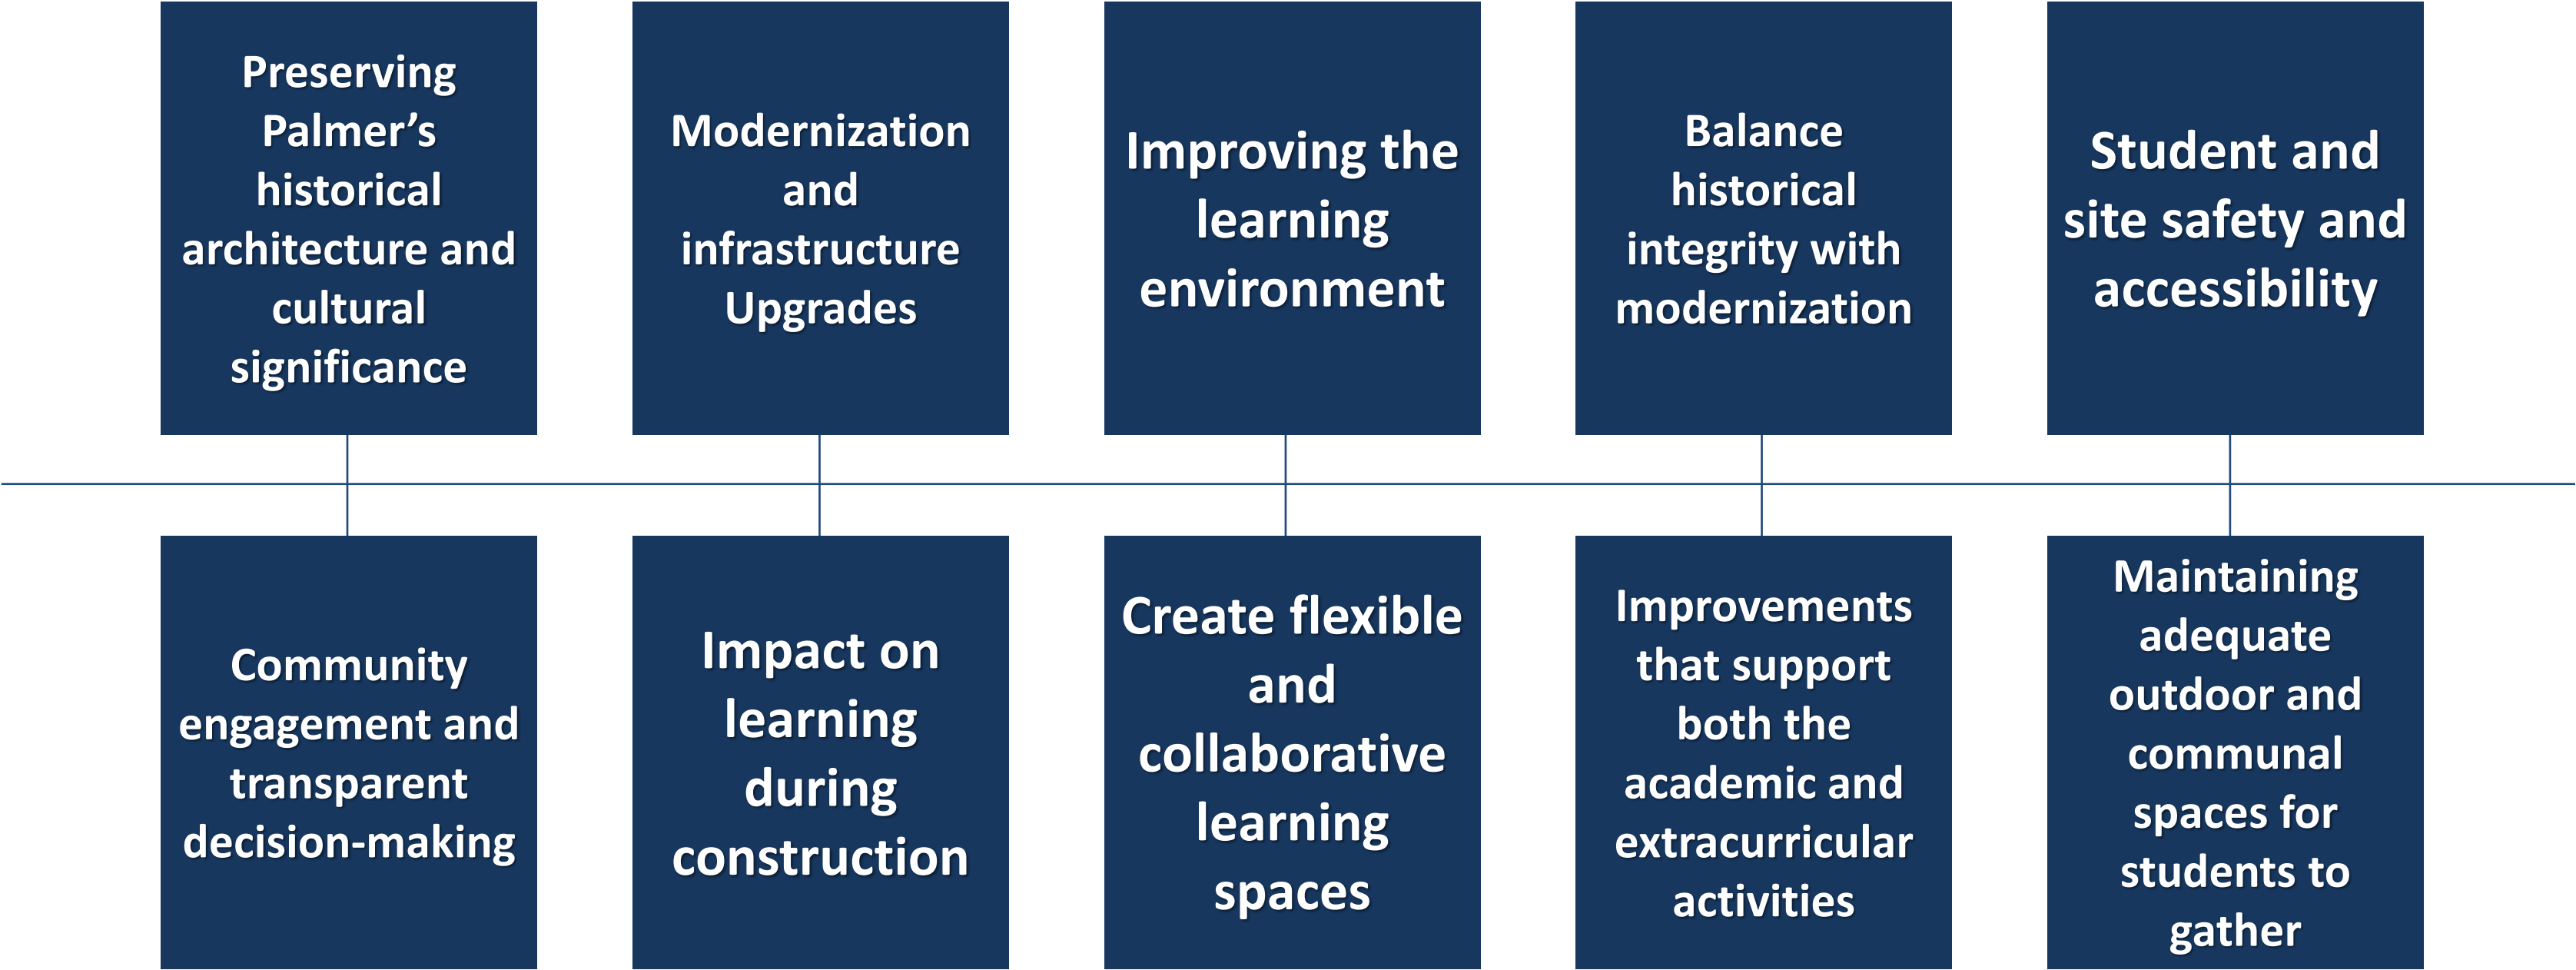 Preserving
Palmer’s
historical
architecture and
cultural
significance
Modernization
and
infrastructure
Upgrades
Improving the
learning
environment
Balance
historical
integrity with
modernization
Student and
site safety and
accessibility
Community
engagement and
transparent
decision-making
Impact on
learning
during
construction
Create flexible
and
collaborative
learning
spaces
Improvements
that support
both the
academic and
extracurricular
activities
Maintaining
adequate
outdoor and
communal
spaces for
students to
gather